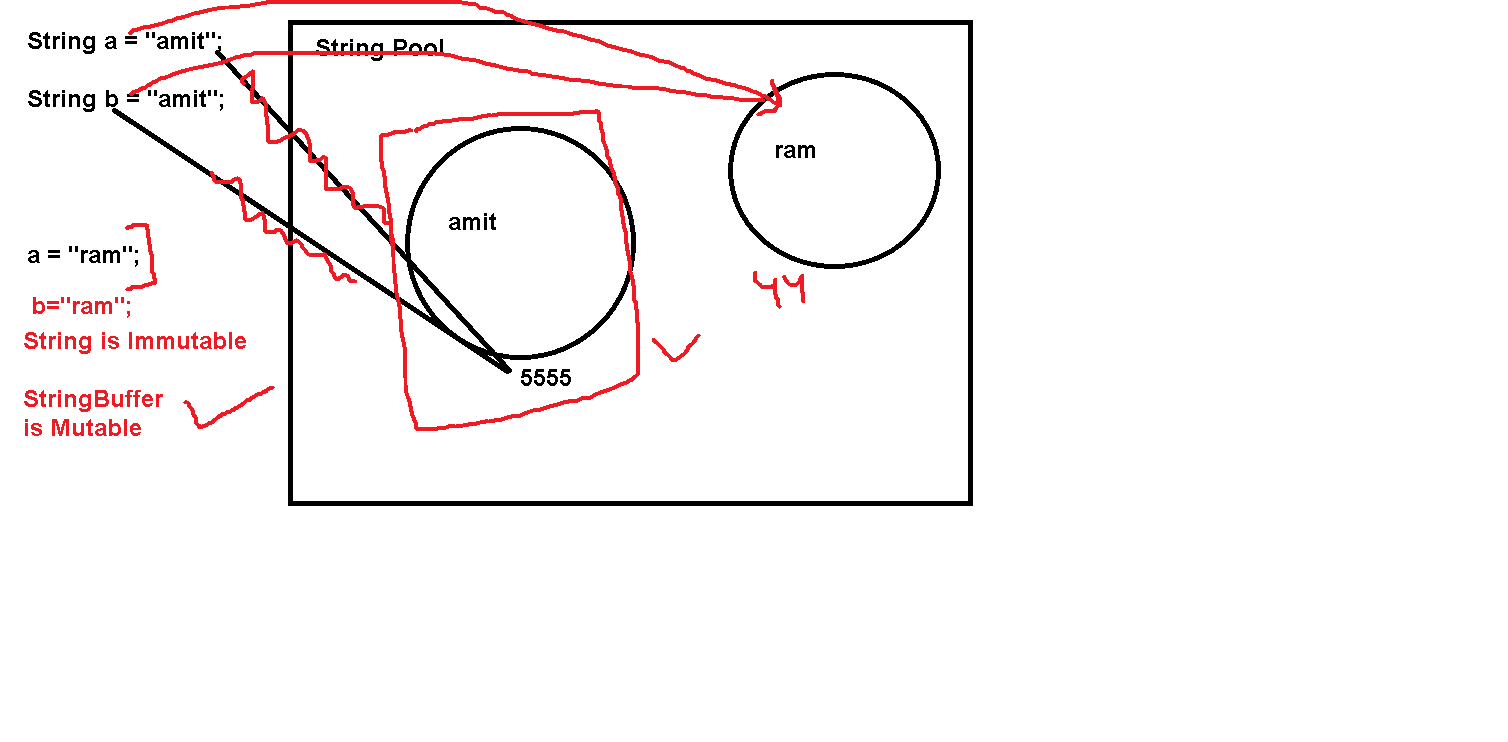 String a = "amit";
String Pool
String b = "amit";
ram
amit
a = "ram";
44
b="ram";
String is Immutable
5555
StringBuffer
is Mutable